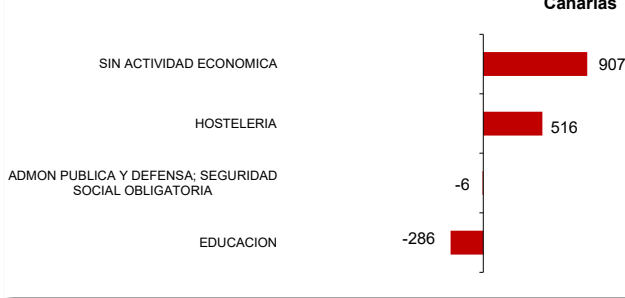 Canarias
SIN ACTIVIDAD ECONOMICA
907
HOSTELERIA
516
ADMON PUBLICA Y DEFENSA; SEGURIDAD
SOCIAL OBLIGATORIA
-6
EDUCACION
-286